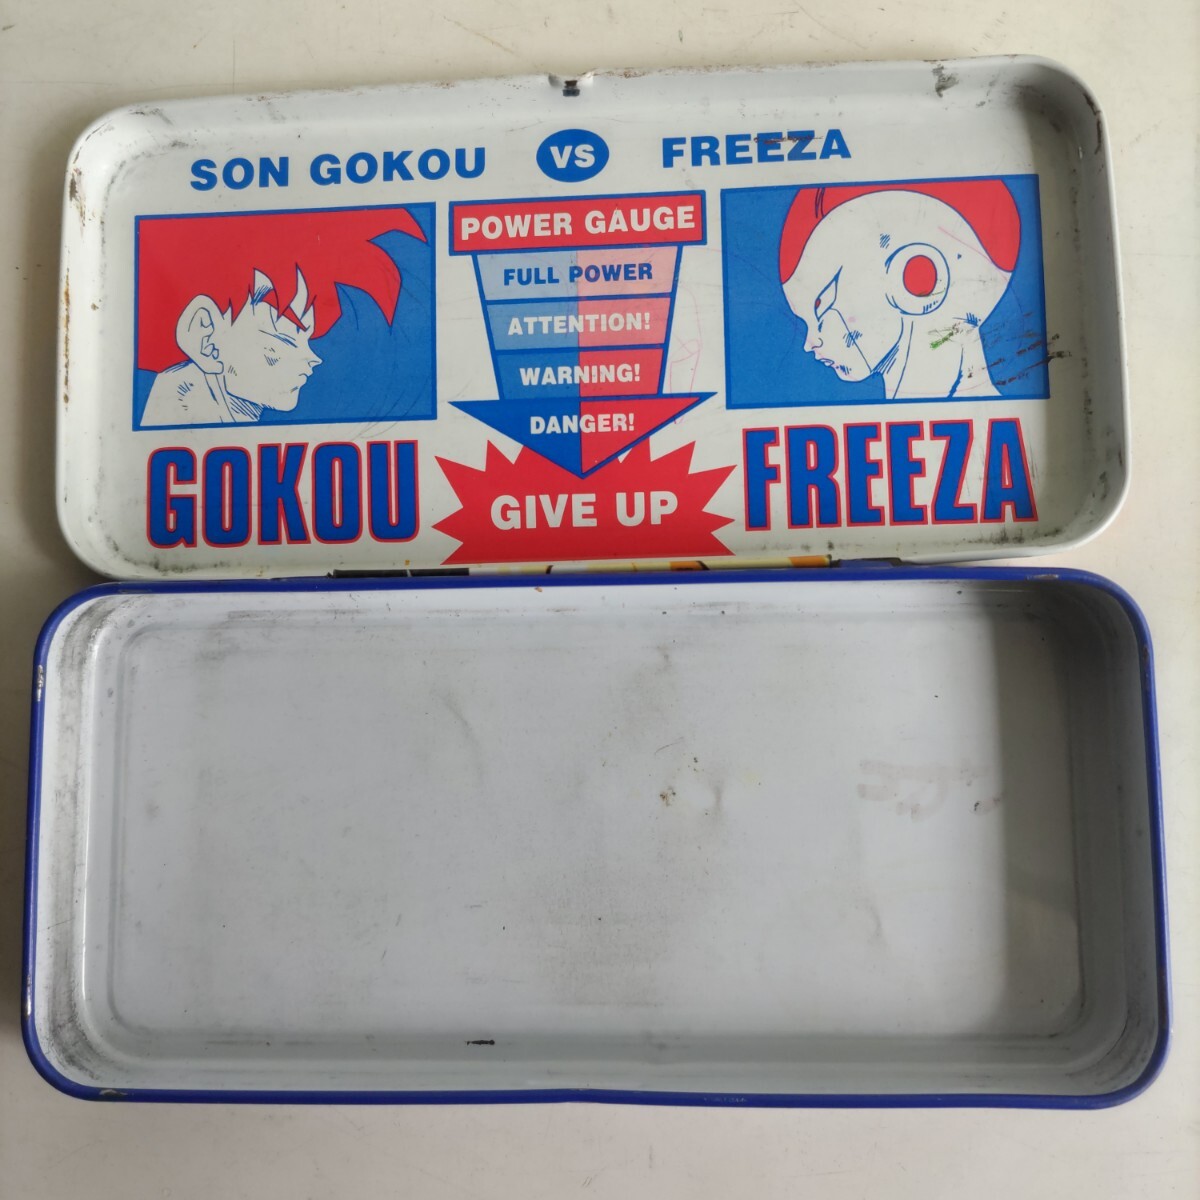 SON GOKOU VS FREEZA
POWER GAUGE
FULL POWER
ATTENTION!
WARNING!
DANGER!
GOKOU
GIVE UP
FREEZA